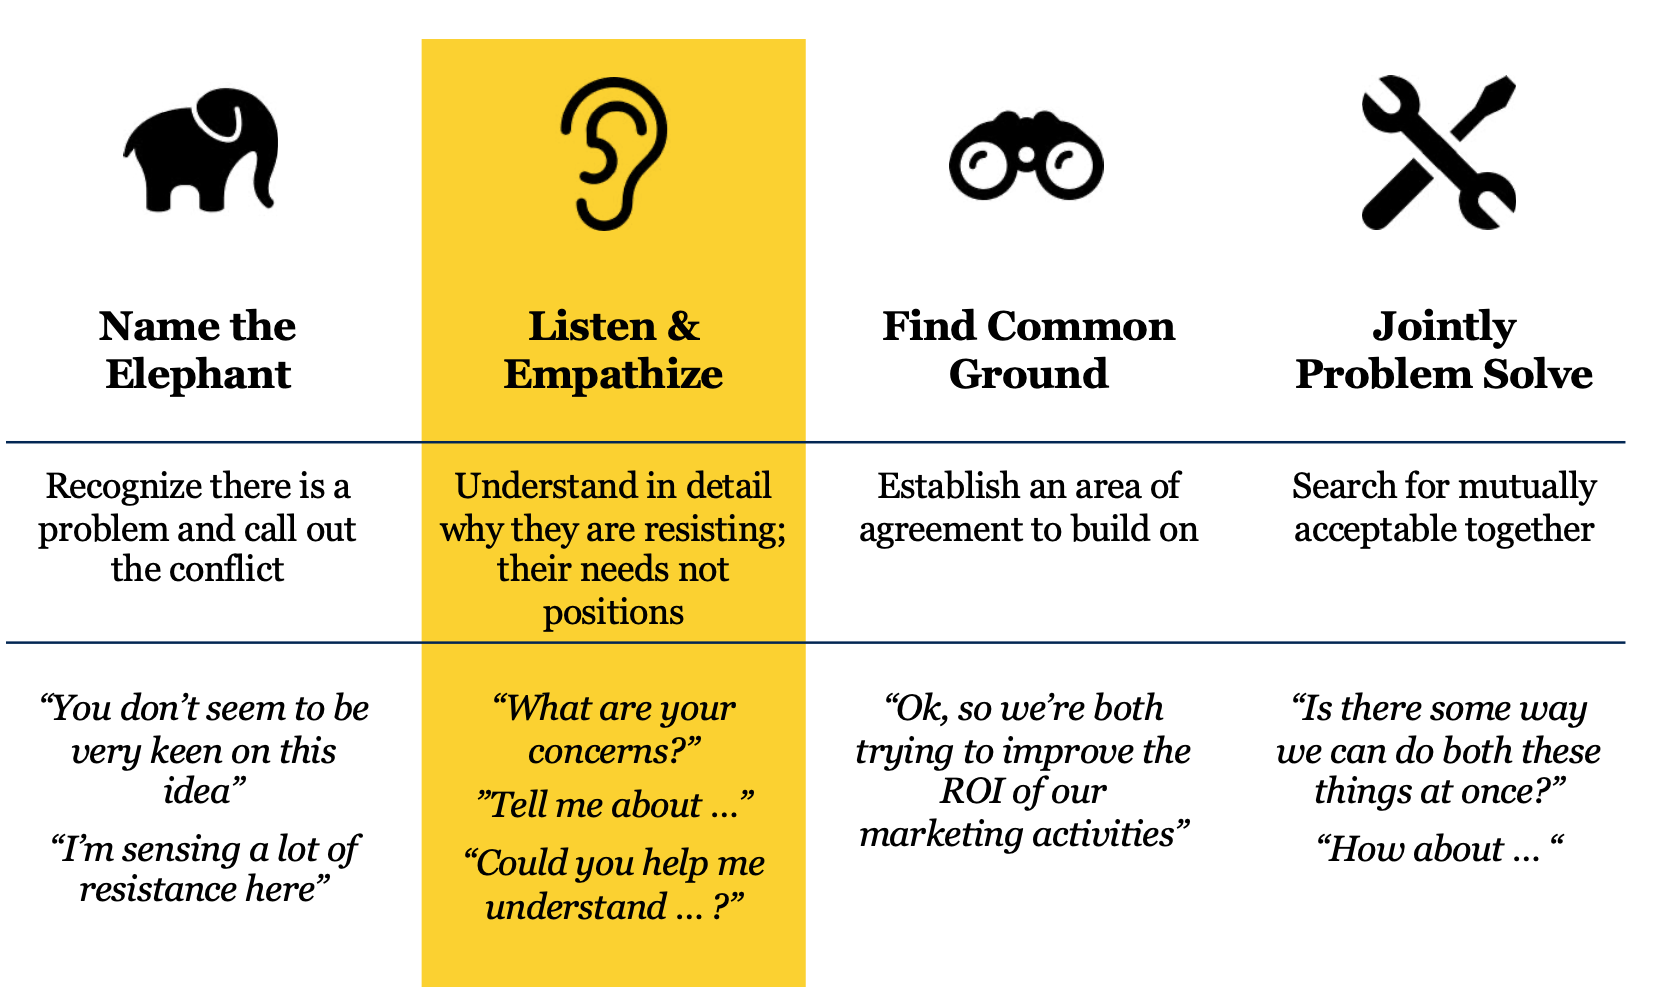 Name the
Elephant
Listen &
Empathize
Find Common
Ground
Jointly
Problem Solve
Recognize there is a
problem and call out
the conflict
Understand in detail
why they are resisting;
their needs not
positions
Establish an area of
agreement to build on
Search for mutually
acceptable together
“You don’t seem to be
very keen on this
idea”
“I’m sensing a lot of
resistance here”
“What are your
concerns?”
”Tell me about …”
“Could you help me
understand … ?”
“Ok, so we’re both
trying to improve the
ROI of our
marketing activities”
“Is there some way
we can do both these
things at once?”
“How about … “